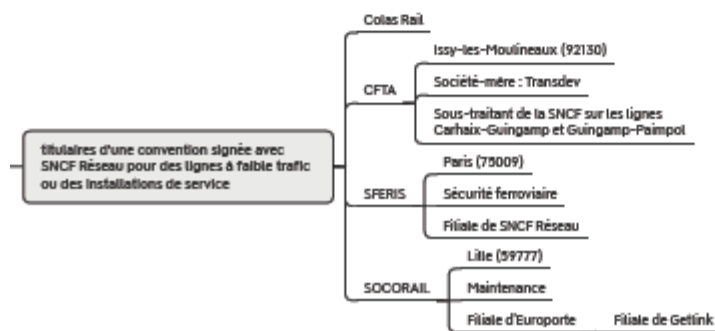 Colas Rail
Issy-les-Moulineaux (92130)
CFTA
Société-mère : Transdev
Sous-traitant de la SNCF sur les lignes
Carhaix-Guingamp et Guingamp-Paimpol
titulaires d'une convention signée avec
SNCF Réseau pour des lignes à faible trafic
ou des installations de service
Paris (75009)
SFERIS
Sécurité ferroviaire
Filiale de SNCF Réseau
Lille (59777)
SOCORAIL
Maintenance
Filiale d'Europorte
Filiale de Getlink